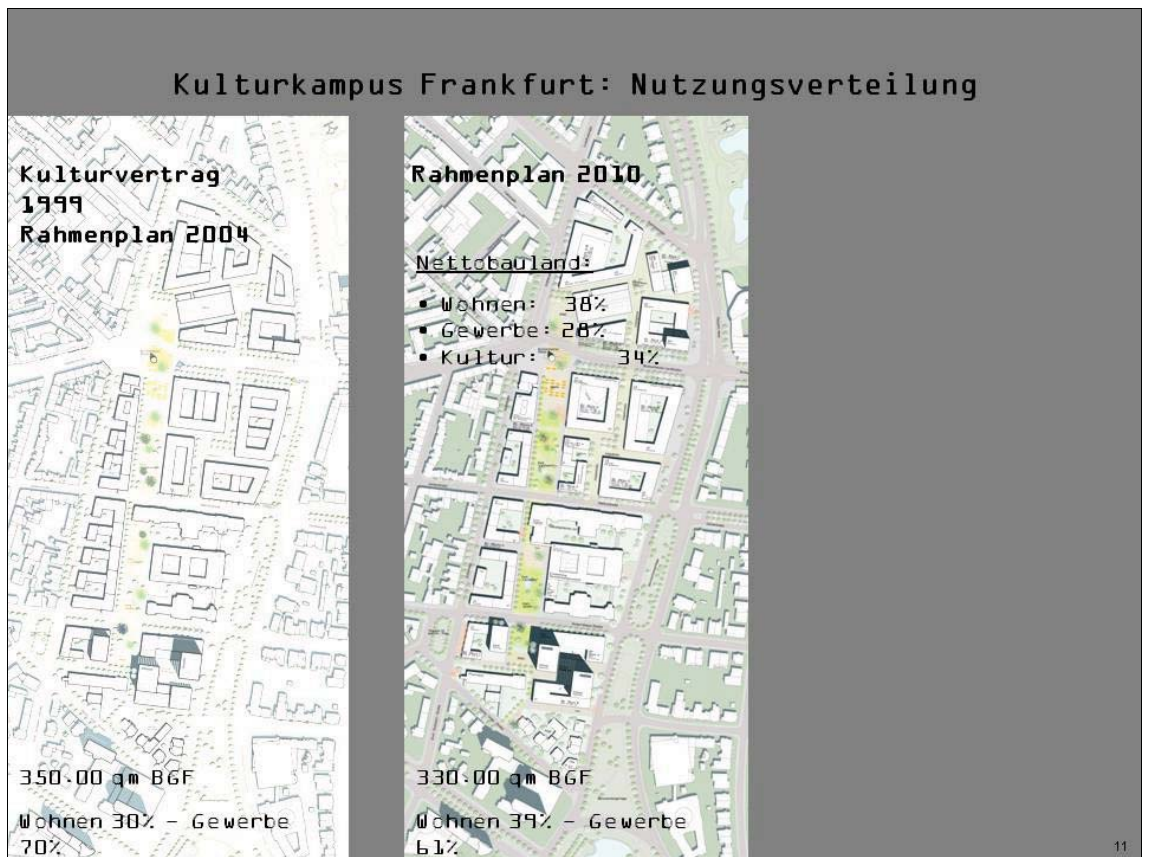 Kulturkampus Frankfurt: Nutzungsverteilung
Kulturvertrag
1999
Rahmenplan 2004
350.00 qm BGF
Wohnen 30% - Gewerbe
70%
Rahmenplan 2010
Nettobauland:
• Wohnen: 38%
• Gewerbe: 28%
• Kultur: 34%
330.00 qm BGF
Wohnen 39% - Gewerbe
61%
11